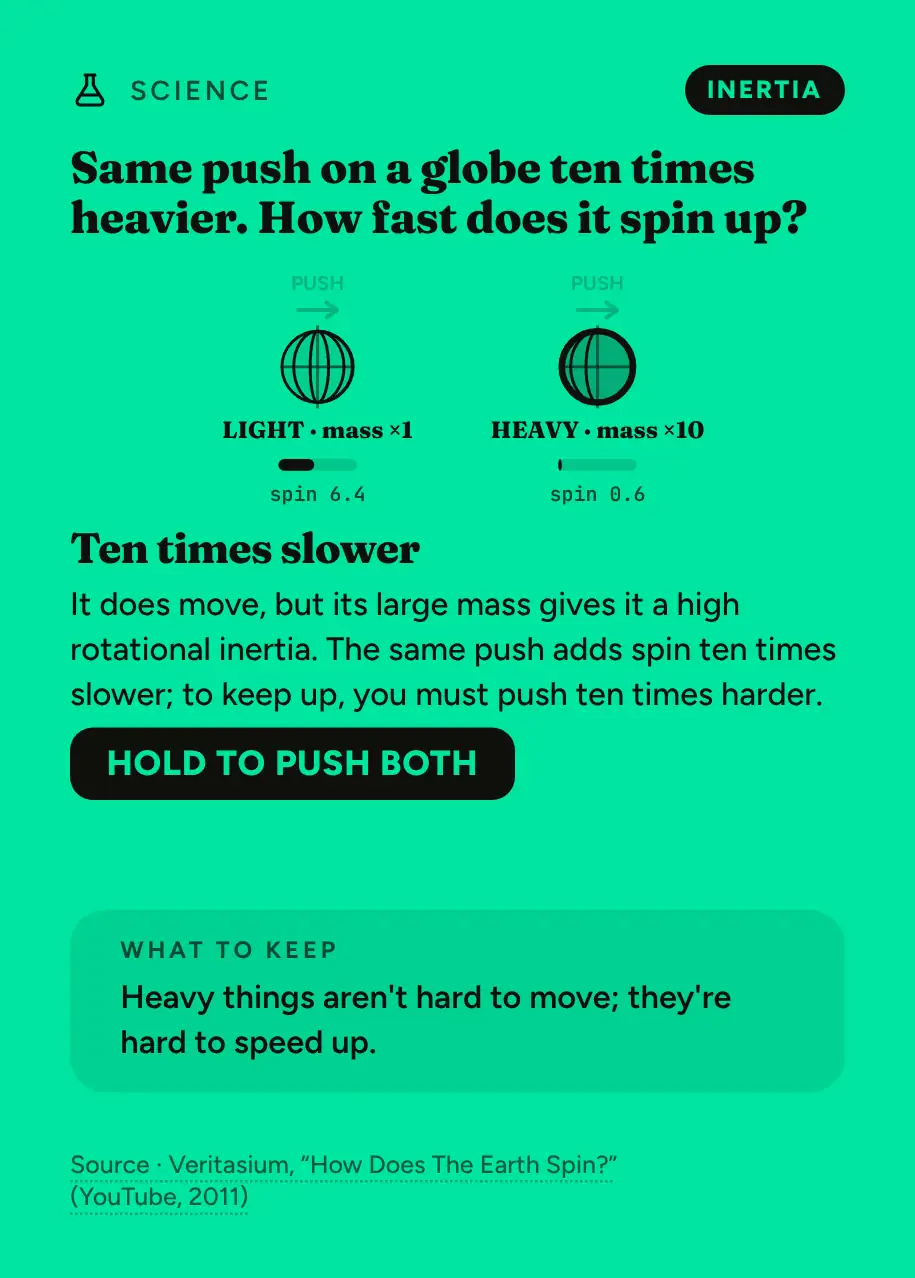 SCIENCE
INERTIA
Same push on a globe ten times
heavier. How fast does it spin up?
PUSH
PUSH
LIGHT · mass ×1
HEAVY · mass ×10
spin 6.4
spin 0.6
Ten times slower
It does move, but its large mass gives it a high
rotational inertia. The same push adds spin ten times
slower; to keep up, you must push ten times harder.
HOLD TO PUSH BOTH
WHAT TO KEEP
Heavy things aren't hard to move; they're
hard to speed up.
Source · Veritasium, “How Does The Earth Spin?”
(YouTube, 2011)